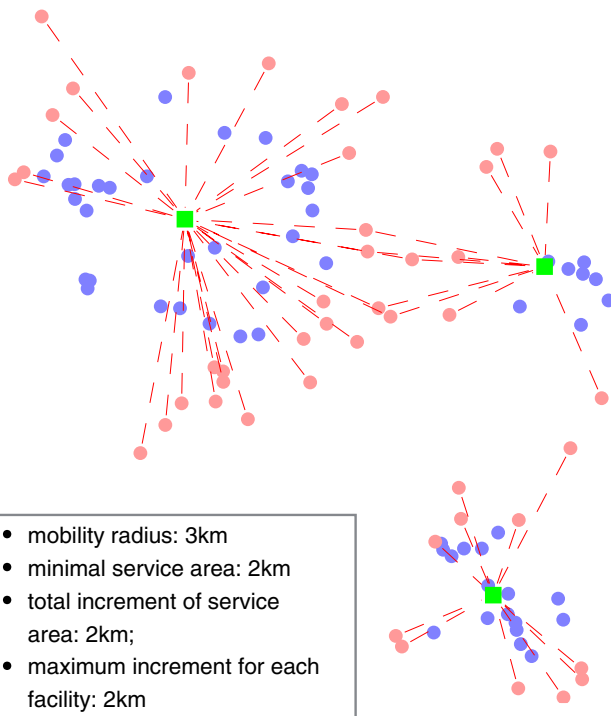 • mobility radius: 3km
• minimal service area: 2km
• total increment of service
area: 2km;
• maximum increment for each
facility: 2km